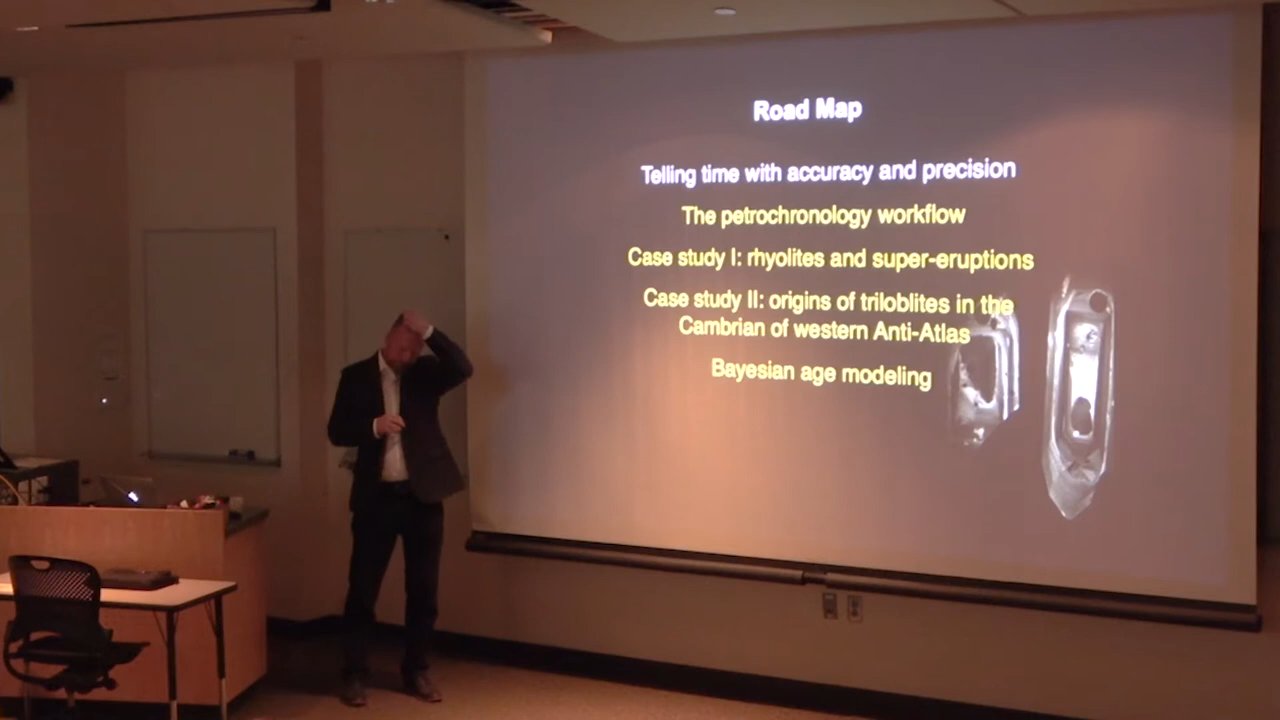 Road Map
Telling time with accuracy and precision
The petrochronology workflow
Case study I: rhyolites and super-eruptions
Case study II: origins of triloblites in the
Cambrian of western Anti-Atlas
Bayesian age modeling